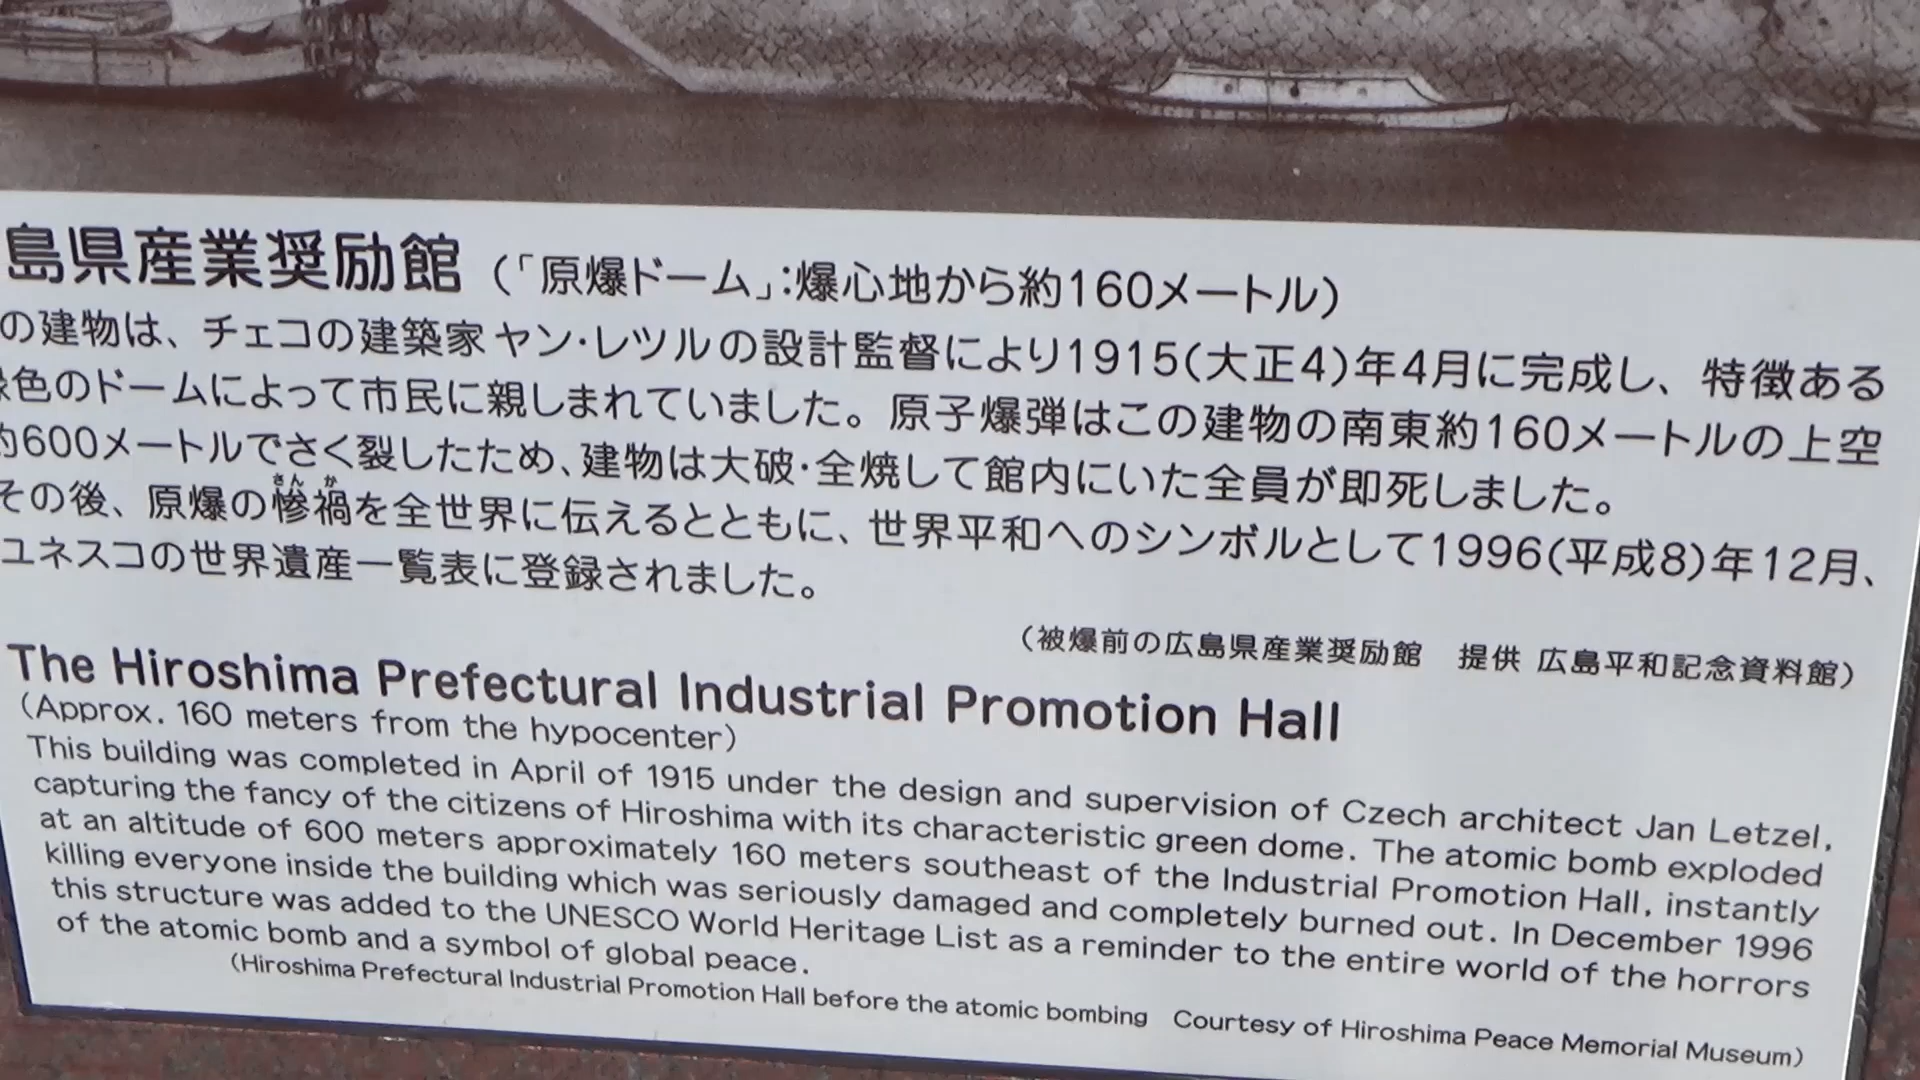 島県産業奨励館（「原爆ドーム」：爆心地から約160メートル）
の建物は、チェコの建築家 ヤン・レツルの設計監督により1915（大正4）年4月に完成し、特徴ある
色のドームによって市民に親しまれていました。原子爆弾はこの建物の南東約160メートルの上空
600メートルでさく裂したため、建物は大破・全焼して館内にいた全員が即死しました。
さん か
その後、原爆の惨禍を全世界に伝えるとともに、世界平和へのシンボルとして1996（平成8）年12月、
ユネスコの世界遺産一覧表に登録されました。
（被爆前の広島県産業奨励館　提供 広島平和記念資料館）
The Hiroshima Prefectural Industrial Promotion Hall
(Approx. 160 meters from the hypocenter)
This building was completed in April of 1915 under the design and supervision of Czech architect Jan Letzel,
capturing the fancy of the citizens of Hiroshima with its characteristic green dome. The atomic bomb exploded
at an altitude of 600 meters approximately 160 meters southeast of the Industrial Promotion Hall, instantly
killing everyone inside the building which was seriously damaged and completely burned out. In December 1996
this structure was added to the UNESCO World Heritage List as a reminder to the entire world of the horrors
of the atomic bomb and a symbol of global peace.
(Hiroshima Prefectural Industrial Promotion Hall before the atomic bombing　Courtesy of Hiroshima Peace Memorial Museum)